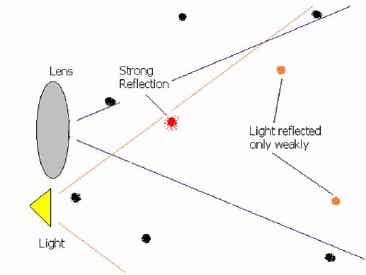 Lens
Strong
Reflection
Light reflected
only weakly
Light